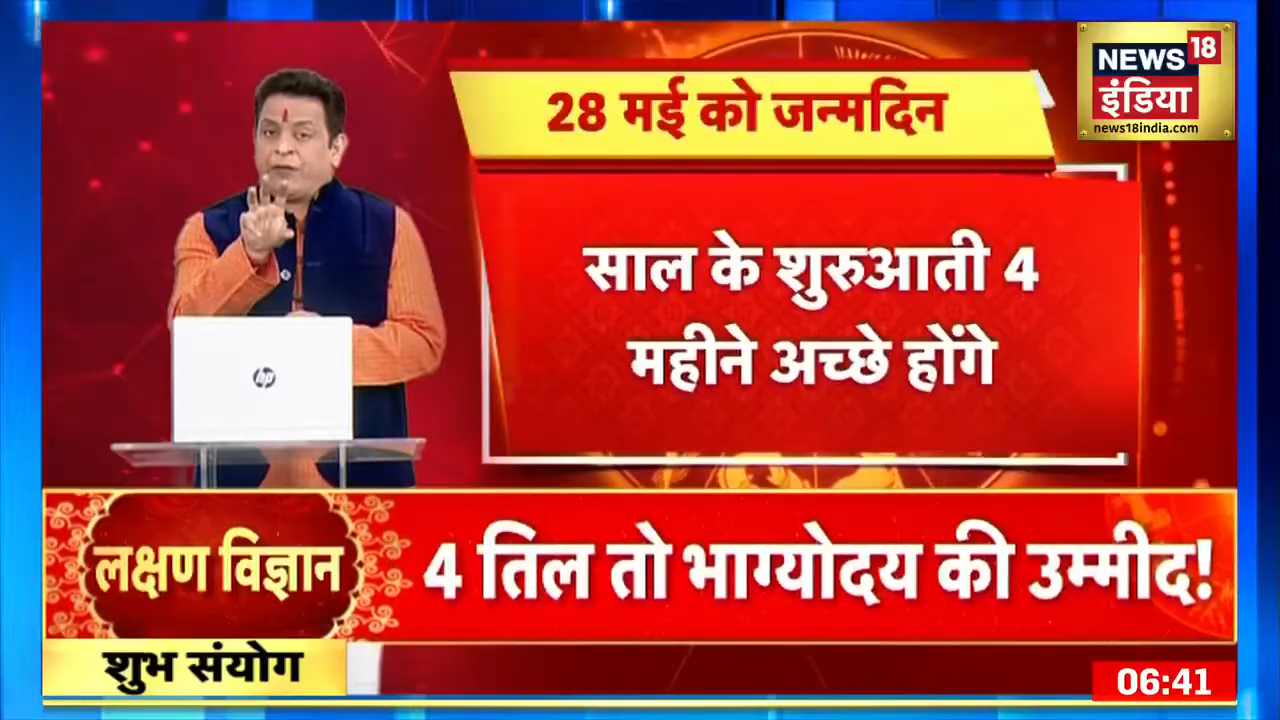 NEWS 18
इंडिया
news18india.com
28 मई को जन्मदिन
साल के शुरुआती 4
महीने अच्छे होंगे
hp
लक्षण विज्ञान
4 तिल तो भाग्योदय की उम्मीद!
शुभ संयोग
06:41